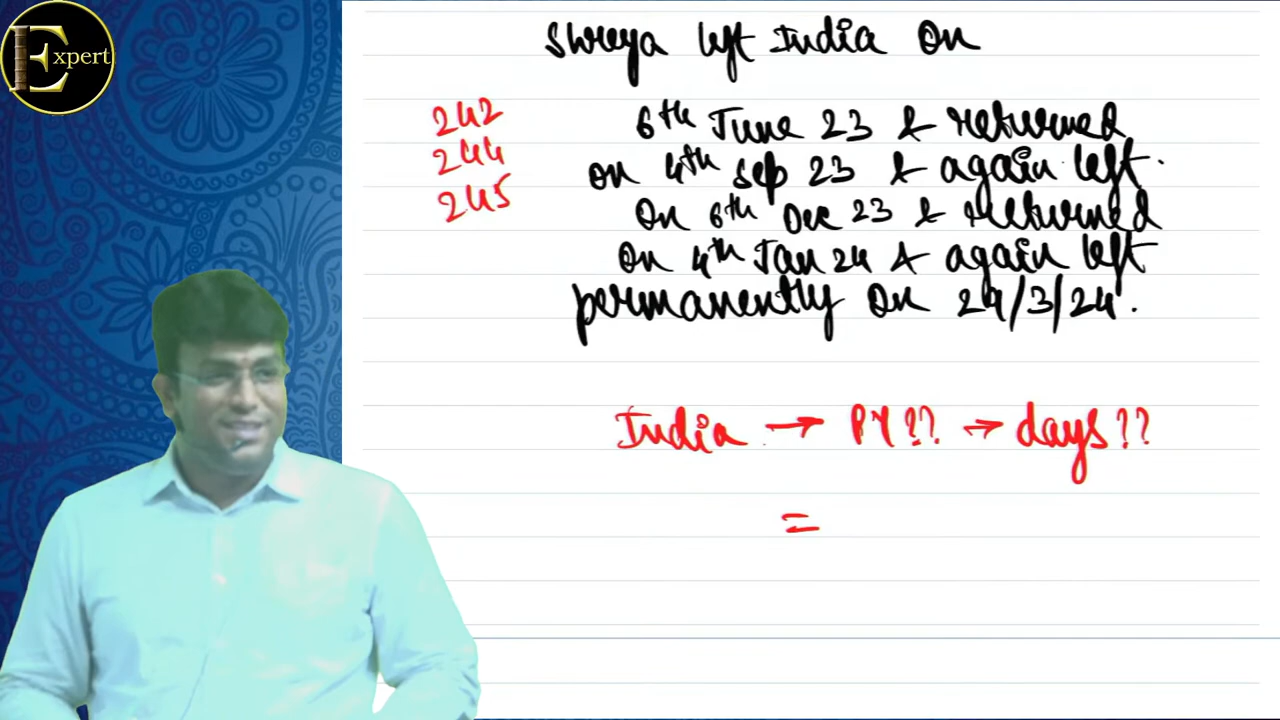 Expert
Shreya left India on
6th June 23 & returned
on 4th Sep 23 & again left.
on 6th Dec 23 & returned
on 4th Jan 24 & again left
permanently on 24/3/24.
242
244
245
India → PY?? → days??
=